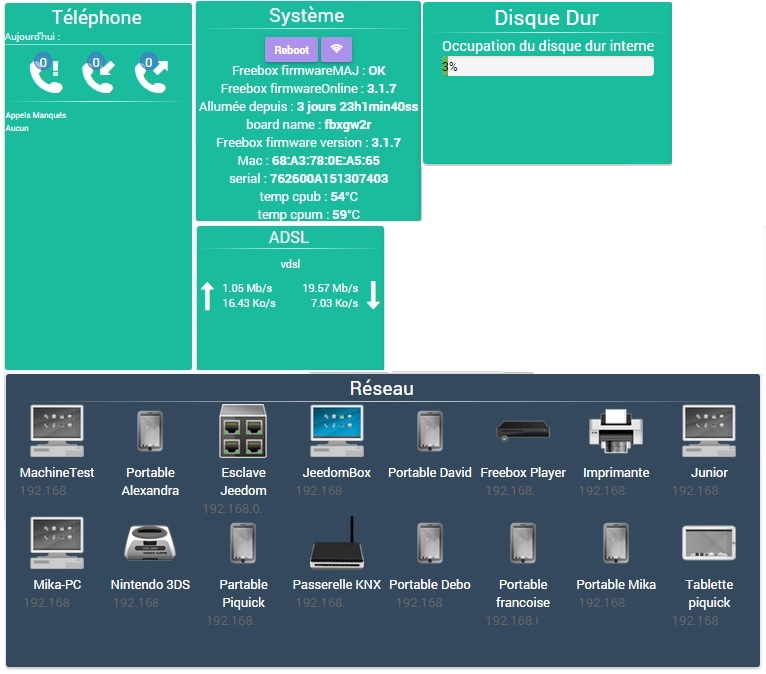 Téléphone
Aujourd'hui :
0 0 0
Appels Manqués
Aucun
Système
Reboot
Freebox firmwareMAJ : OK
Freebox firmwareOnline : 3.1.7
Allumée depuis : 3 jours 23h1min40ss
board name : fbxgw2r
Freebox firmware version : 3.1.7
Mac : 68:A3:78:0E:A5:65
serial : 762600A151307403
temp cpub : 54°C
temp cpum : 59°C
Disque Dur
Occupation du disque dur interne
3%
ADSL
vdsl
1.05 Mb/s 19.57 Mb/s
16.43 Ko/s 7.03 Ko/s
Réseau
MachineTest
192.168
Portable
Alexandra
Esclave
Jeedom
192.168.0.
JeedomBox
192.168
Portable David
Freebox Player
192.168.
Imprimante
192.168.
Junior
192.168
Mika-PC
192.168
Nintendo 3DS
192.168
Partable
Piquick
192.168.
Passerelle KNX
192.168.
Portable Debo
192.168
Portable
francoise
192.168.(
Portable Mika
192.168
Tablette
piquick
192.168